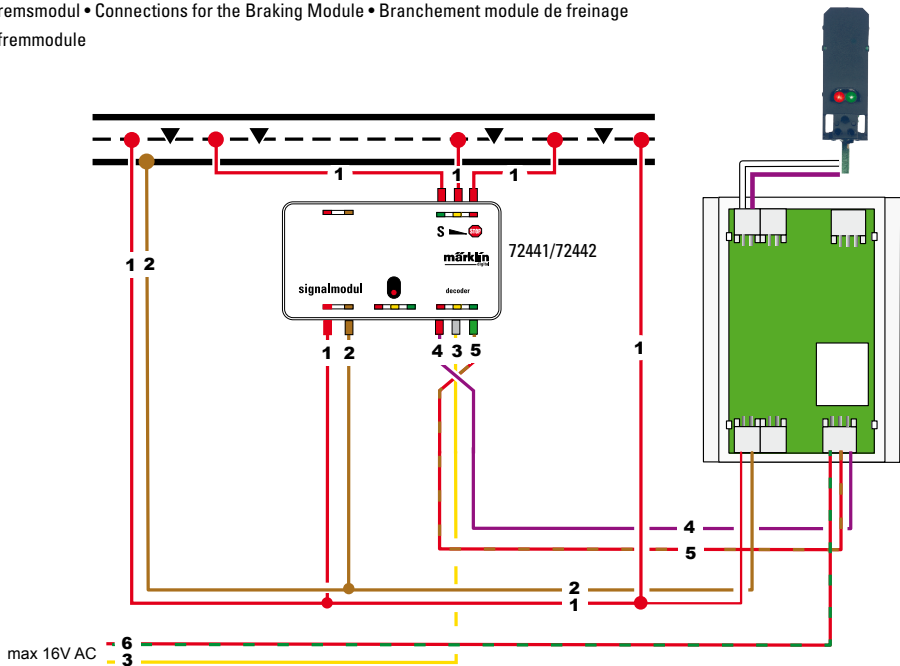 remsmodul • Connections for the Braking Module • Branchement module de freinage
fremmodule
1 1 1
S STOP
märklin
digital
72441/72442
1 2
signalmodul
decoder
1 2 4 3 5 1
4
5
2
1
6
max 16V AC
3